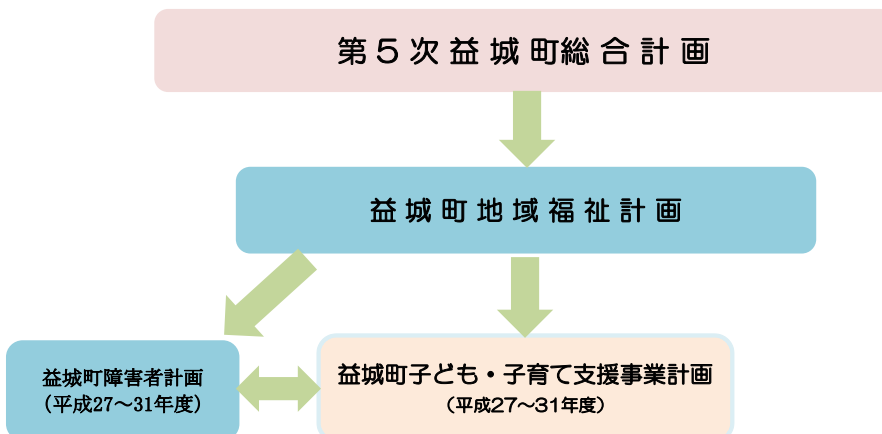 第５次益城町総合計画
益城町地域福祉計画
益城町障害者計画
（平成27～31年度）
益城町子ども・子育て支援事業計画
（平成27～31年度）